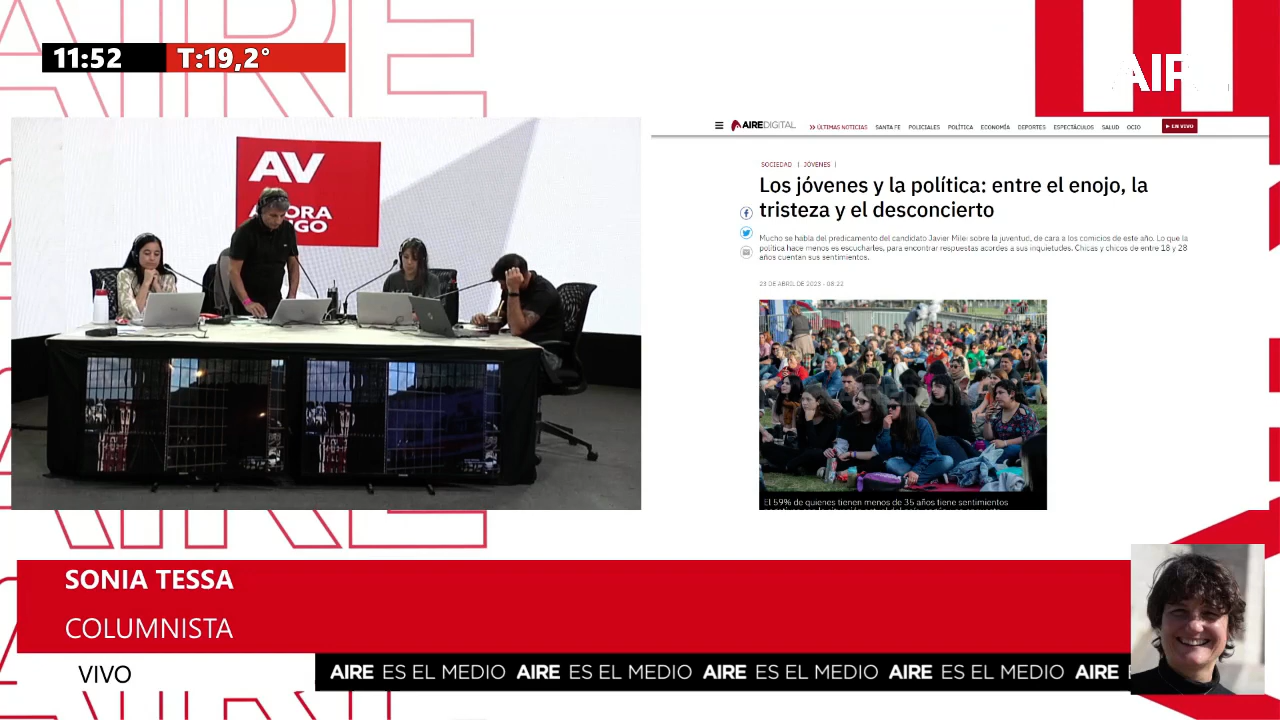 11:52
T:19,2°
AIRE
AV
AHORA
VENGO
AIREDIGITAL
ÚLTIMAS NOTICIAS SANTA FE POLICIALES POLÍTICA ECONOMÍA DEPORTES ESPECTÁCULOS SALUD OCIO EN VIVO
SOCIEDAD | JÓVENES |
Los jóvenes y la política: entre el enojo, la
tristeza y el desconcierto
Mucho se habla del predicamento del candidato Javier Milei sobre la juventud, de cara a los comicios de este año. Lo que la
política hace menos es escucharles, para encontrar respuestas acordes a sus inquietudes. Chicas y chicos de entre 18 y 28
años cuentan sus sentimientos.
23 DE ABRIL DE 2023 - 08:22
El 59% de quienes tienen menos de 35 años tiene sentimientos
SONIA TESSA
COLUMNISTA
VIVO
AIRE ES EL MEDIO AIRE ES EL MEDIO AIRE ES EL MEDIO AIRE ES EL MEDIO AIRE